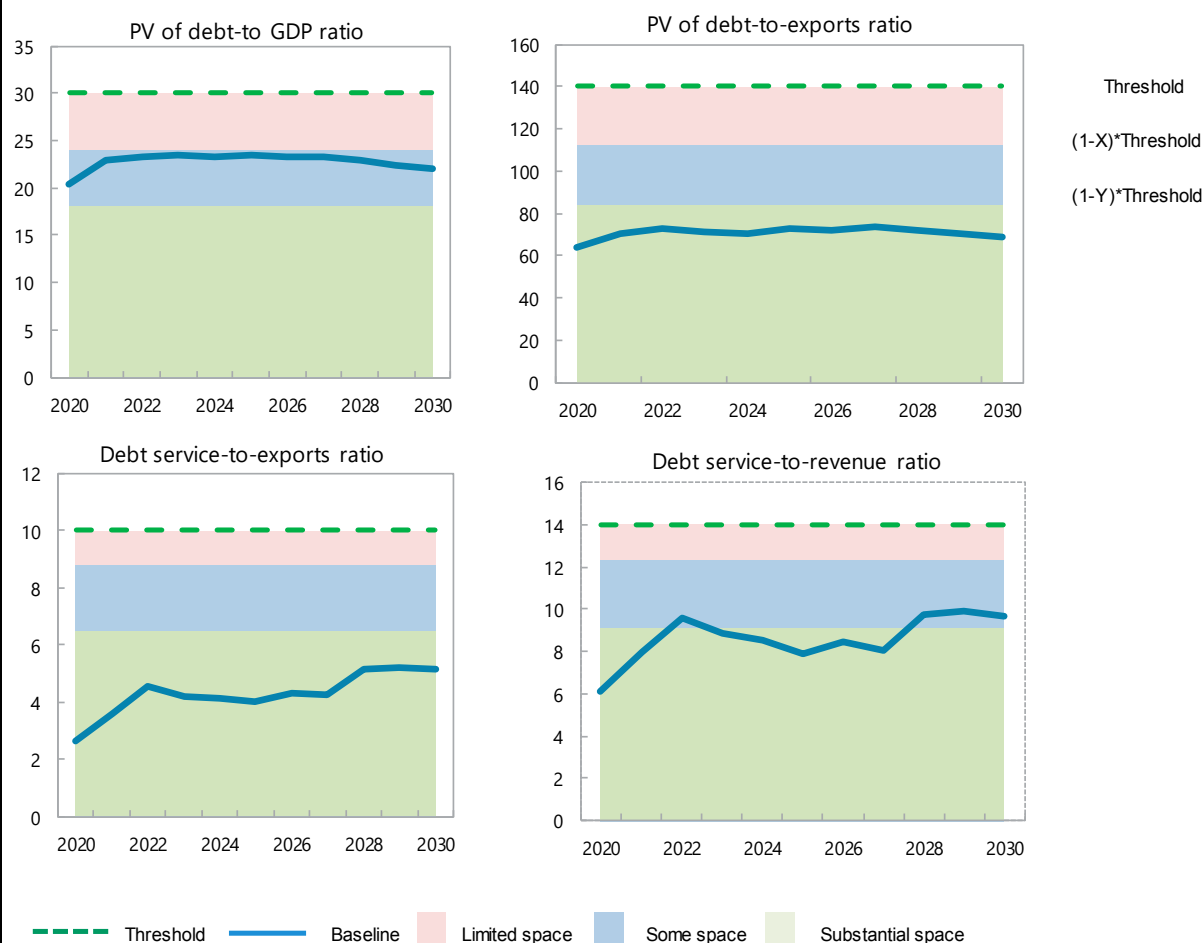 PV of debt-to GDP ratio
35
30
25
20
15
10
5
0
2020 2022 2024 2026 2028 2030
PV of debt-to-exports ratio
160
140
120
100
80
60
40
20
0
2020 2022 2024 2026 2028 2030
Threshold
(1-X)*Threshold
(1-Y)*Threshold
Debt service-to-exports ratio
12
10
8
6
4
2
0
2020 2022 2024 2026 2028 2030
Debt service-to-revenue ratio
16
14
12
10
8
6
4
2
0
2020 2022 2024 2026 2028 2030
Threshold Baseline Limited space Some space Substantial space